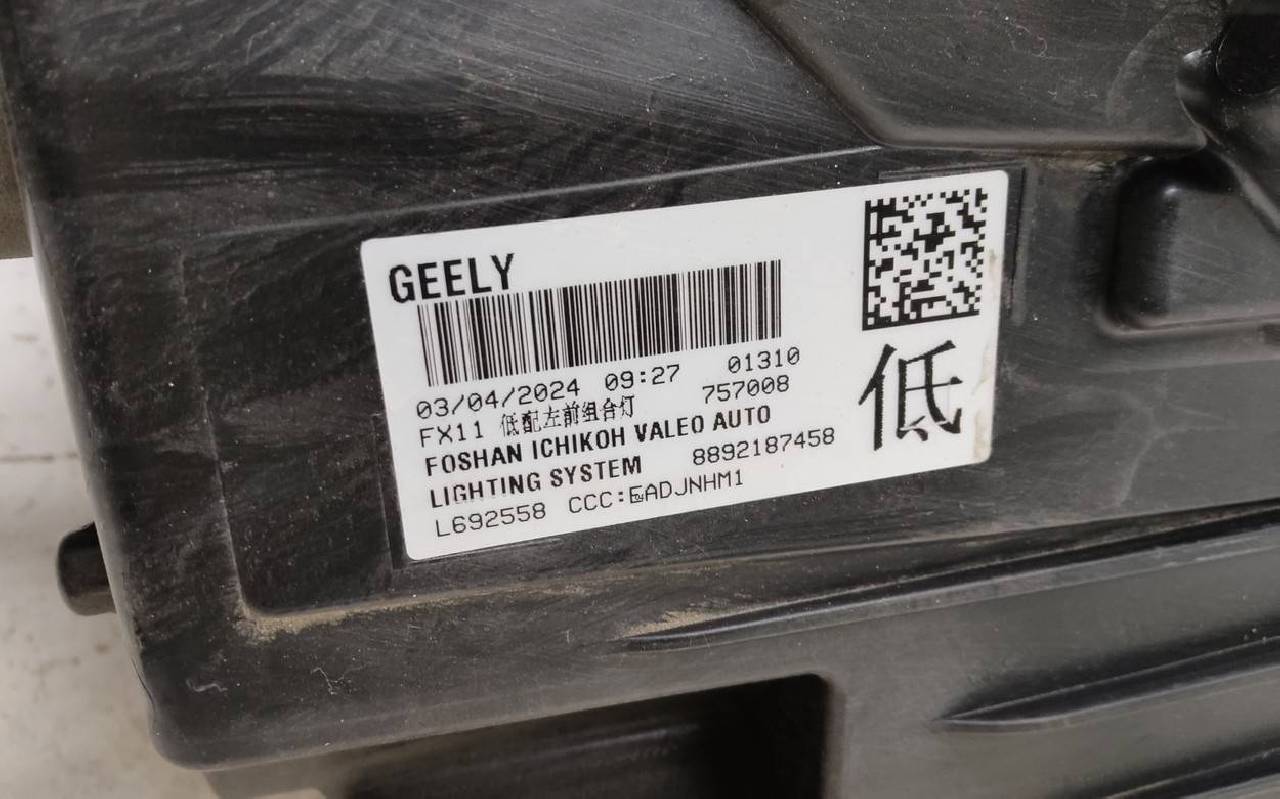 GEELY
03/04/2024 09:27 01310
FX11 低配左前组合灯 757008
FOSHAN ICHIKOH VALEO AUTO
LIGHTING SYSTEM 8892187458
L692558 CCC:EADJNHM1
低